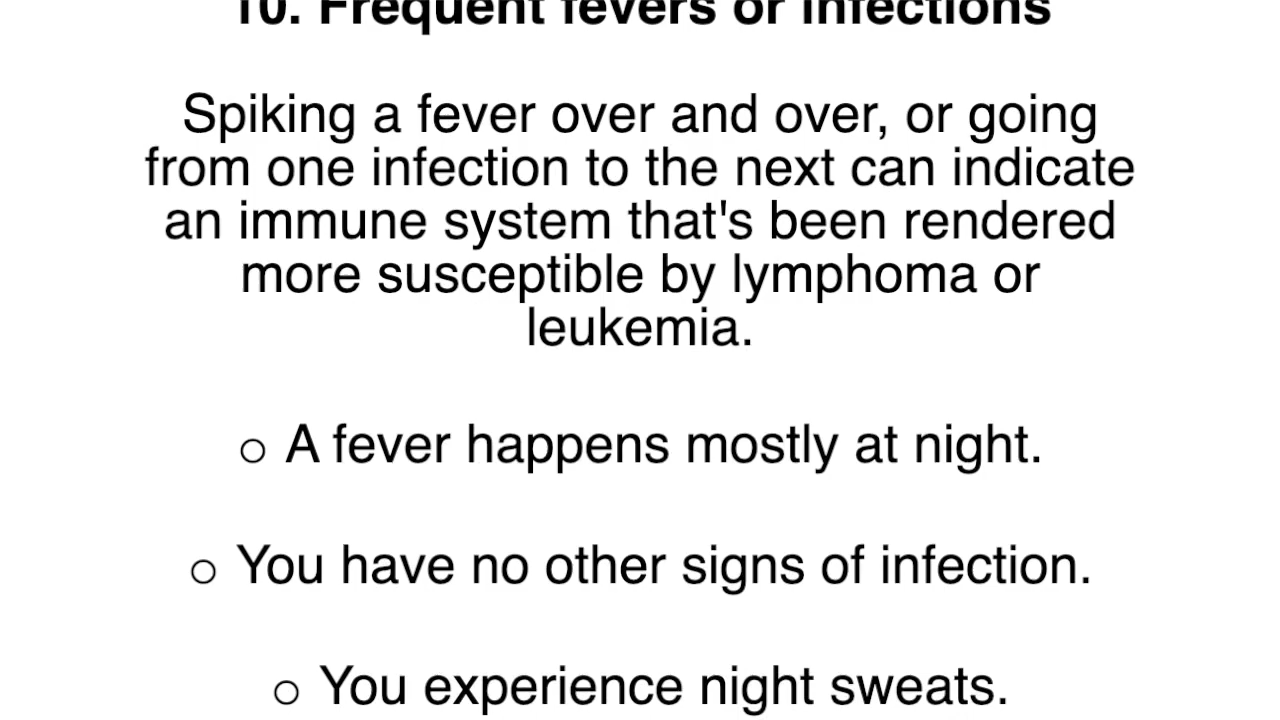 10. Frequent fevers or infections
Spiking a fever over and over, or going
from one infection to the next can indicate
an immune system that's been rendered
more susceptible by lymphoma or
leukemia.
○ A fever happens mostly at night.
○ You have no other signs of infection.
○ You experience night sweats.